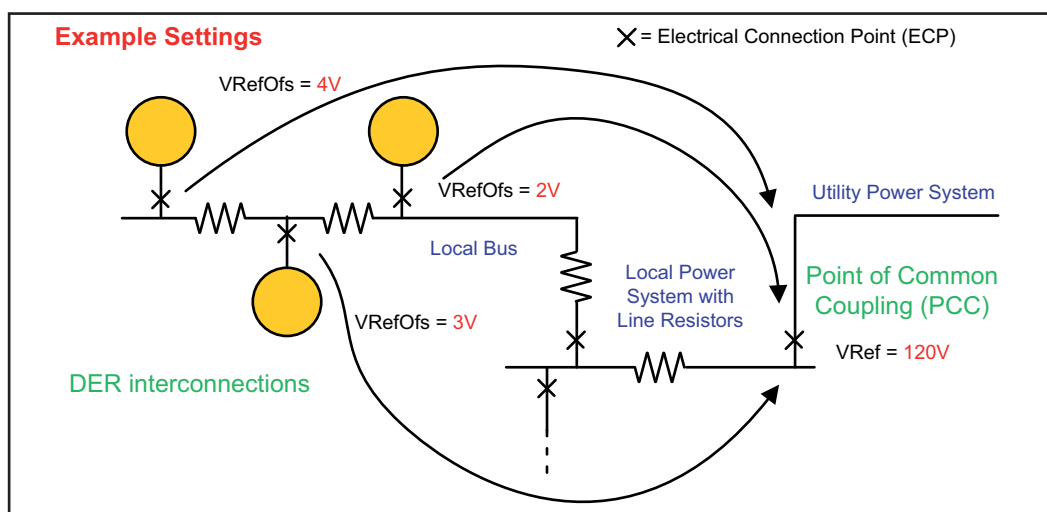 Example Settings
= Electrical Connection Point (ECP)
VRefOfs = 4V
VRefOfs = 2V
Utility Power System
Local Bus
Local Power
System with
Line Resistors
Point of Common
Coupling (PCC)
VRefOfs = 3V
VRef = 120V
DER interconnections